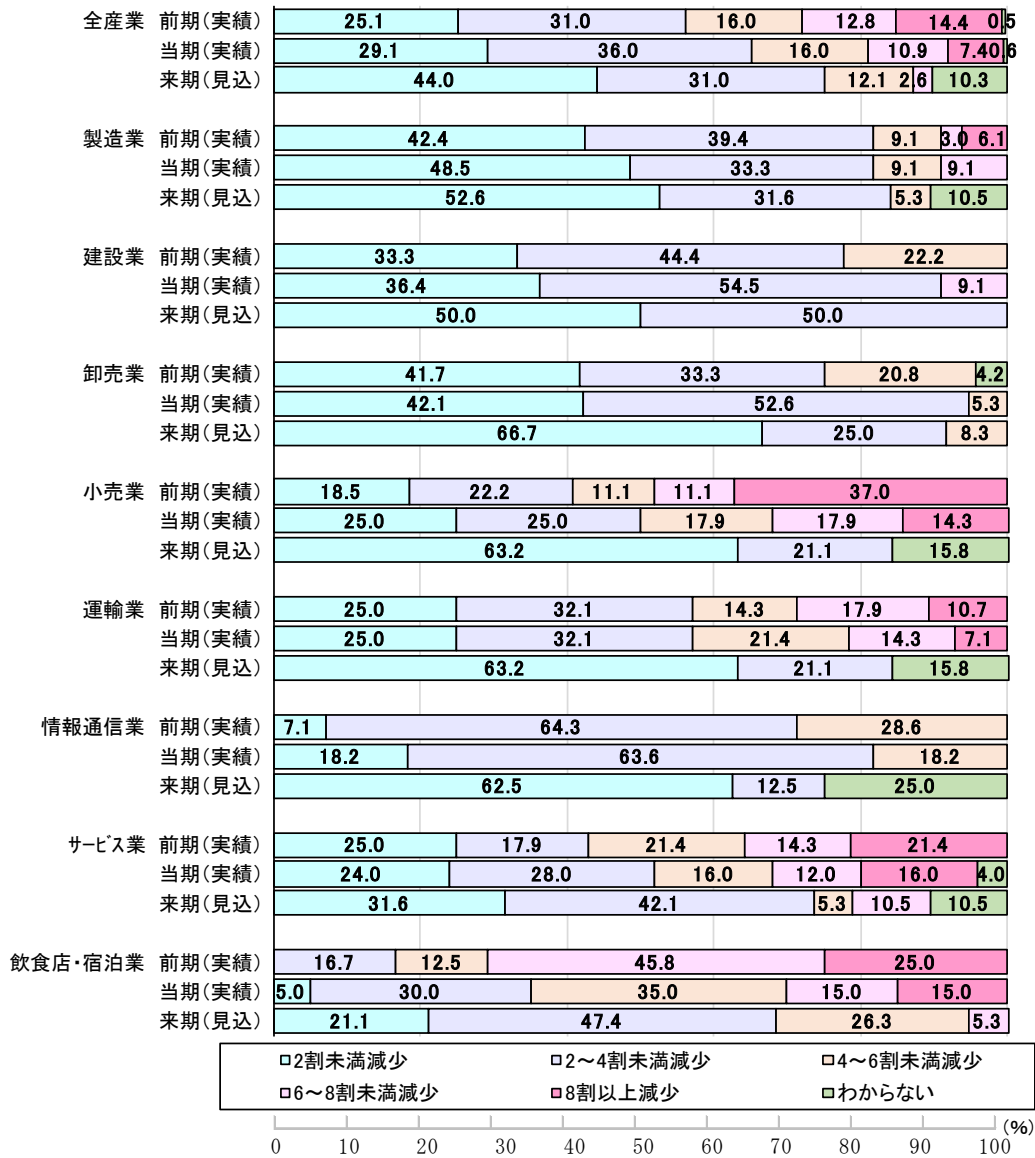 全産業 前期(実績) 25.1 31.0 16.0 12.8 14.4 0.5
当期(実績) 29.1 36.0 16.0 10.9 7.4 0.6
来期(見込) 44.0 31.0 12.1 2.6 10.3
製造業 前期(実績) 42.4 39.4 9.1 3.0 6.1
当期(実績) 48.5 33.3 9.1 9.1
来期(見込) 52.6 31.6 5.3 10.5
建設業 前期(実績) 33.3 44.4 22.2
当期(実績) 36.4 54.5 9.1
来期(見込) 50.0 50.0
卸売業 前期(実績) 41.7 33.3 20.8 4.2
当期(実績) 42.1 52.6 5.3
来期(見込) 66.7 25.0 8.3
小売業 前期(実績) 18.5 22.2 11.1 11.1 37.0
当期(実績) 25.0 25.0 17.9 17.9 14.3
来期(見込) 63.2 21.1 15.8
運輸業 前期(実績) 25.0 32.1 14.3 17.9 10.7
当期(実績) 25.0 32.1 21.4 14.3 7.1
来期(見込) 63.2 21.1 15.8
情報通信業 前期(実績) 7.1 64.3 28.6
当期(実績) 18.2 63.6 18.2
来期(見込) 62.5 12.5 25.0
ｻｰﾋﾞｽ業 前期(実績) 25.0 17.9 21.4 14.3 21.4
当期(実績) 24.0 28.0 16.0 12.0 16.0 4.0
来期(見込) 31.6 42.1 5.3 10.5 10.5
飲食店・宿泊業 前期(実績) 16.7 12.5 45.8 25.0
当期(実績) 5.0 30.0 35.0 15.0 15.0
来期(見込) 21.1 47.4 26.3 5.3
2割未満減少 2～4割未満減少 4～6割未満減少
6～8割未満減少 8割以上減少 わからない
(%)
0 10 20 30 40 50 60 70 80 90 100